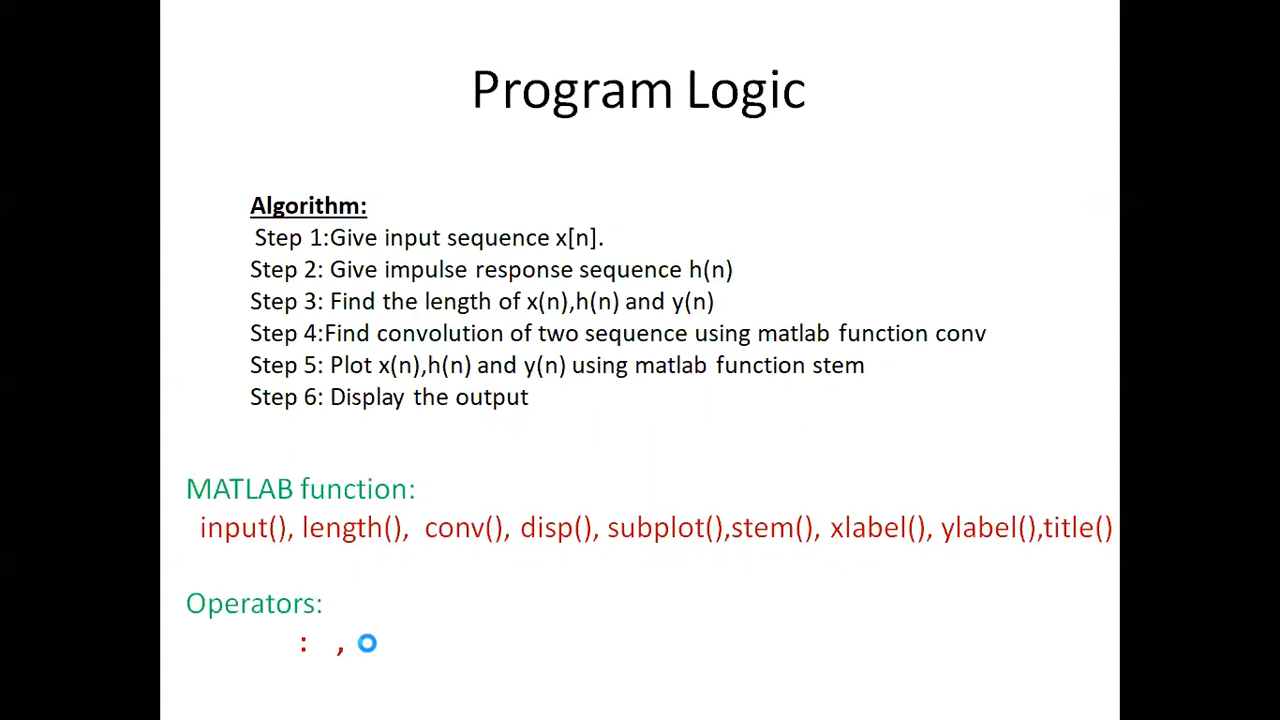 Program Logic
Algorithm:
Step 1:Give input sequence x[n].
Step 2: Give impulse response sequence h(n)
Step 3: Find the length of x(n),h(n) and y(n)
Step 4:Find convolution of two sequence using matlab function conv
Step 5: Plot x(n),h(n) and y(n) using matlab function stem
Step 6: Display the output
MATLAB function:
input(), length(), conv(), disp(), subplot(),stem(), xlabel(), ylabel(),title()
Operators:
: ,